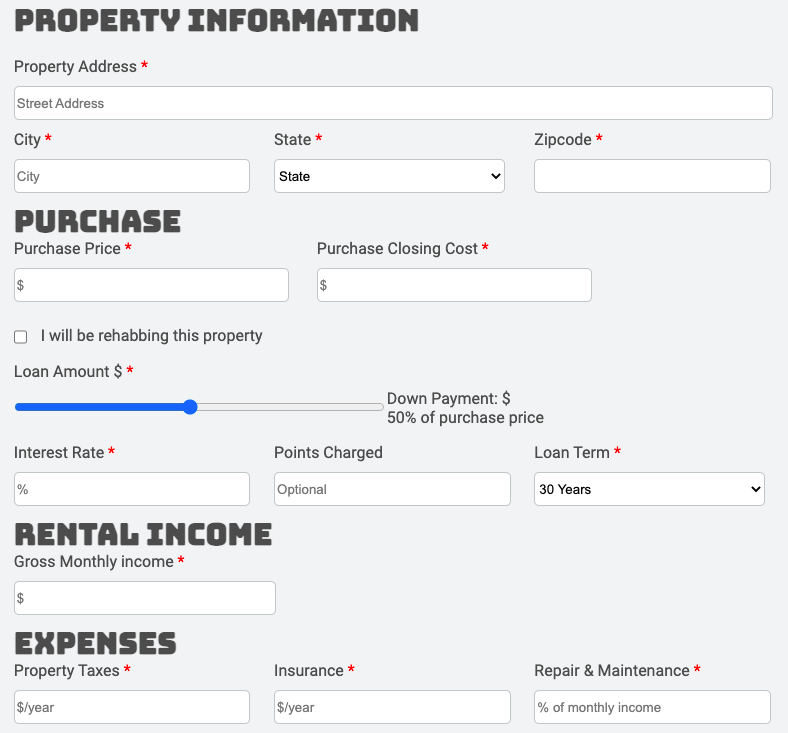 PROPERTY INFORMATION
Property Address *
Street Address
City * State * Zipcode *
City State
PURCHASE
Purchase Price * Purchase Closing Cost *
$ $
I will be rehabbing this property
Loan Amount $ *
Down Payment: $
50% of purchase price
Interest Rate * Points Charged Loan Term *
% Optional 30 Years
RENTAL INCOME
Gross Monthly income *
$
EXPENSES
Property Taxes * Insurance * Repair & Maintenance *
$/year $/year % of monthly income